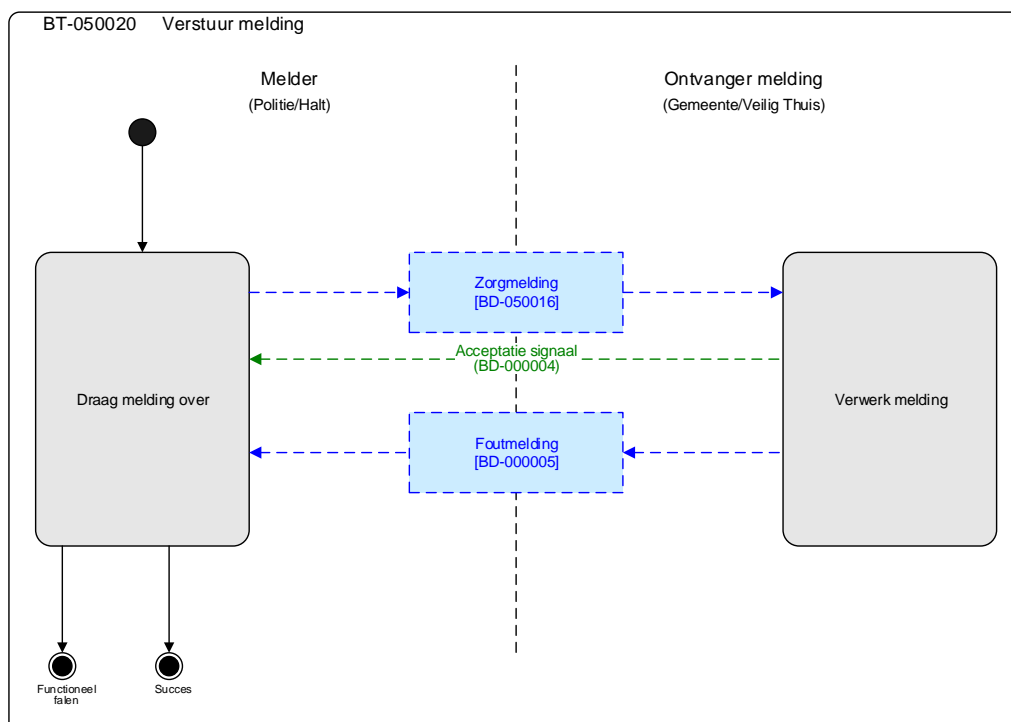 BT-050020 Verstuur melding
Melder
(Politie/Halt)
Ontvanger melding
(Gemeente/Veilig Thuis)
Zorgmelding
[BD-050016]
Acceptatie signaal
(BD-000004)
Draag melding over
Verwerk melding
Foutmelding
[BD-000005]
Functioneel
falen
Succes